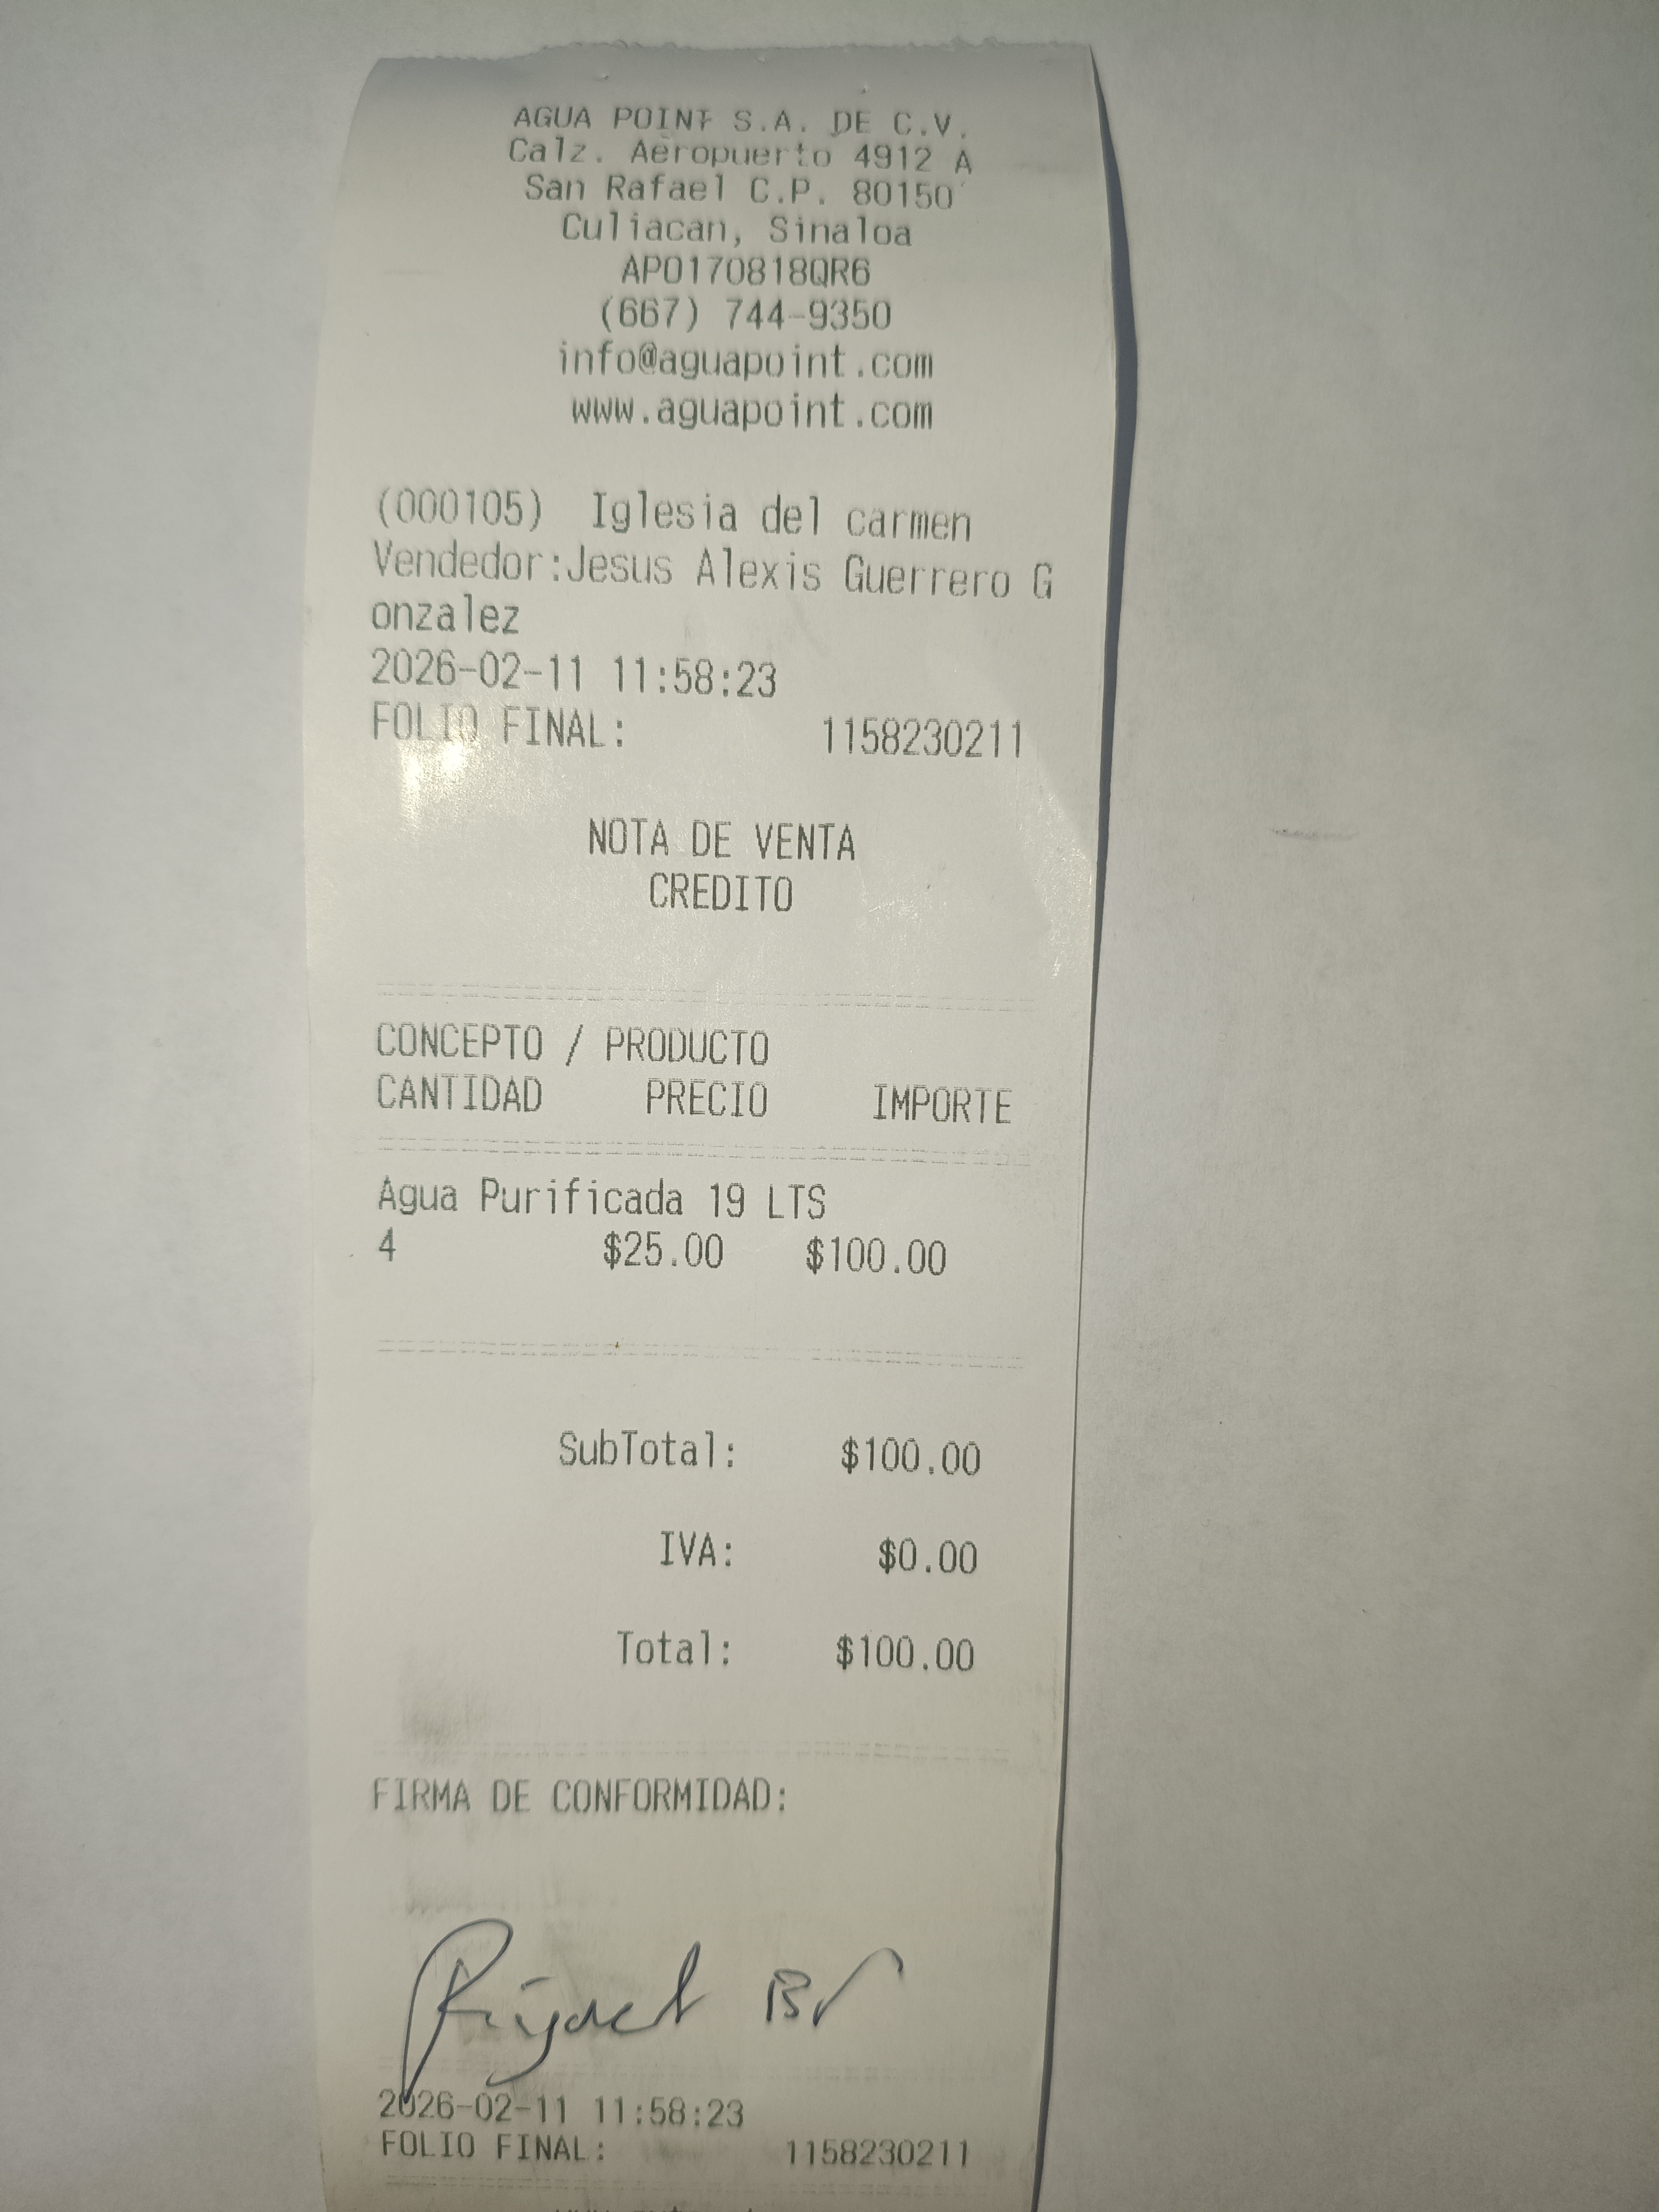 AGUA POINT S.A. DE C.V.
Calz. Aeropuerto 4912 A
San Rafael C.P. 80150
Culiacan, Sinaloa
APO170818QR6
(667) 744-9350
info@aguapoint.com
www.aguapoint.com
(000105) Iglesia del carmen
Vendedor:Jesus Alexis Guerrero G
onzalez
2026-02-11 11:58:23
FOLIO FINAL: 1158230211
NOTA DE VENTA
CREDITO
CONCEPTO / PRODUCTO
CANTIDAD PRECIO IMPORTE
Agua Purificada 19 LTS
4 $25.00 $100.00
SubTotal: $100.00
IVA: $0.00
Total: $100.00
FIRMA DE CONFORMIDAD:
2026-02-11 11:58:23
FOLIO FINAL: 1158230211